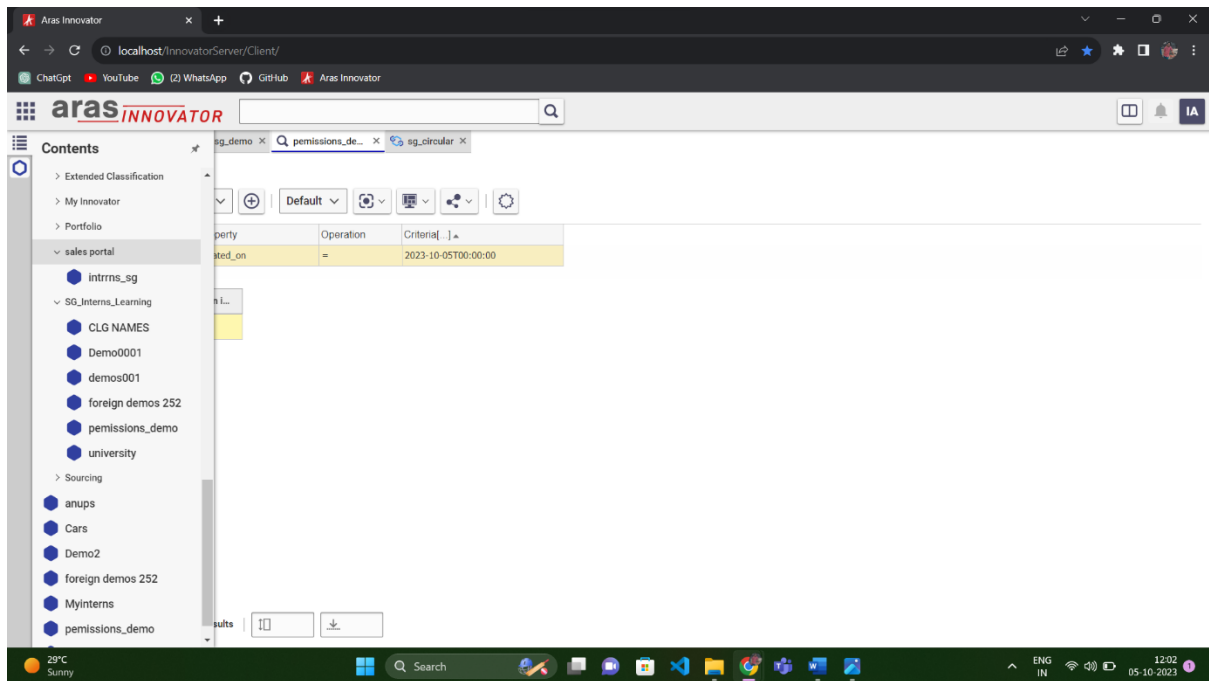 Aras Innovator
localhost/InnovatorServer/Client/
ChatGpt YouTube (2) WhatsApp GitHub Aras Innovator
aras INNOVATOR IA
Contents sg_demo pemissions_de... sg_circular
Extended Classification
My Innovator Default
Portfolio
perty Operation Criteria[...]
sales portal
ated_on = 2023-10-05T00:00:00
intrrns_sg
SG_Interns_Learning n i...
CLG NAMES
Demo0001
demos001
foreign demos 252
pemissions_demo
university
Sourcing
anups
Cars
Demo2
foreign demos 252
Myinterns
pemissions_demo sults
29°C
Sunny
Search
ENG
IN
12:02
05-10-2023
1